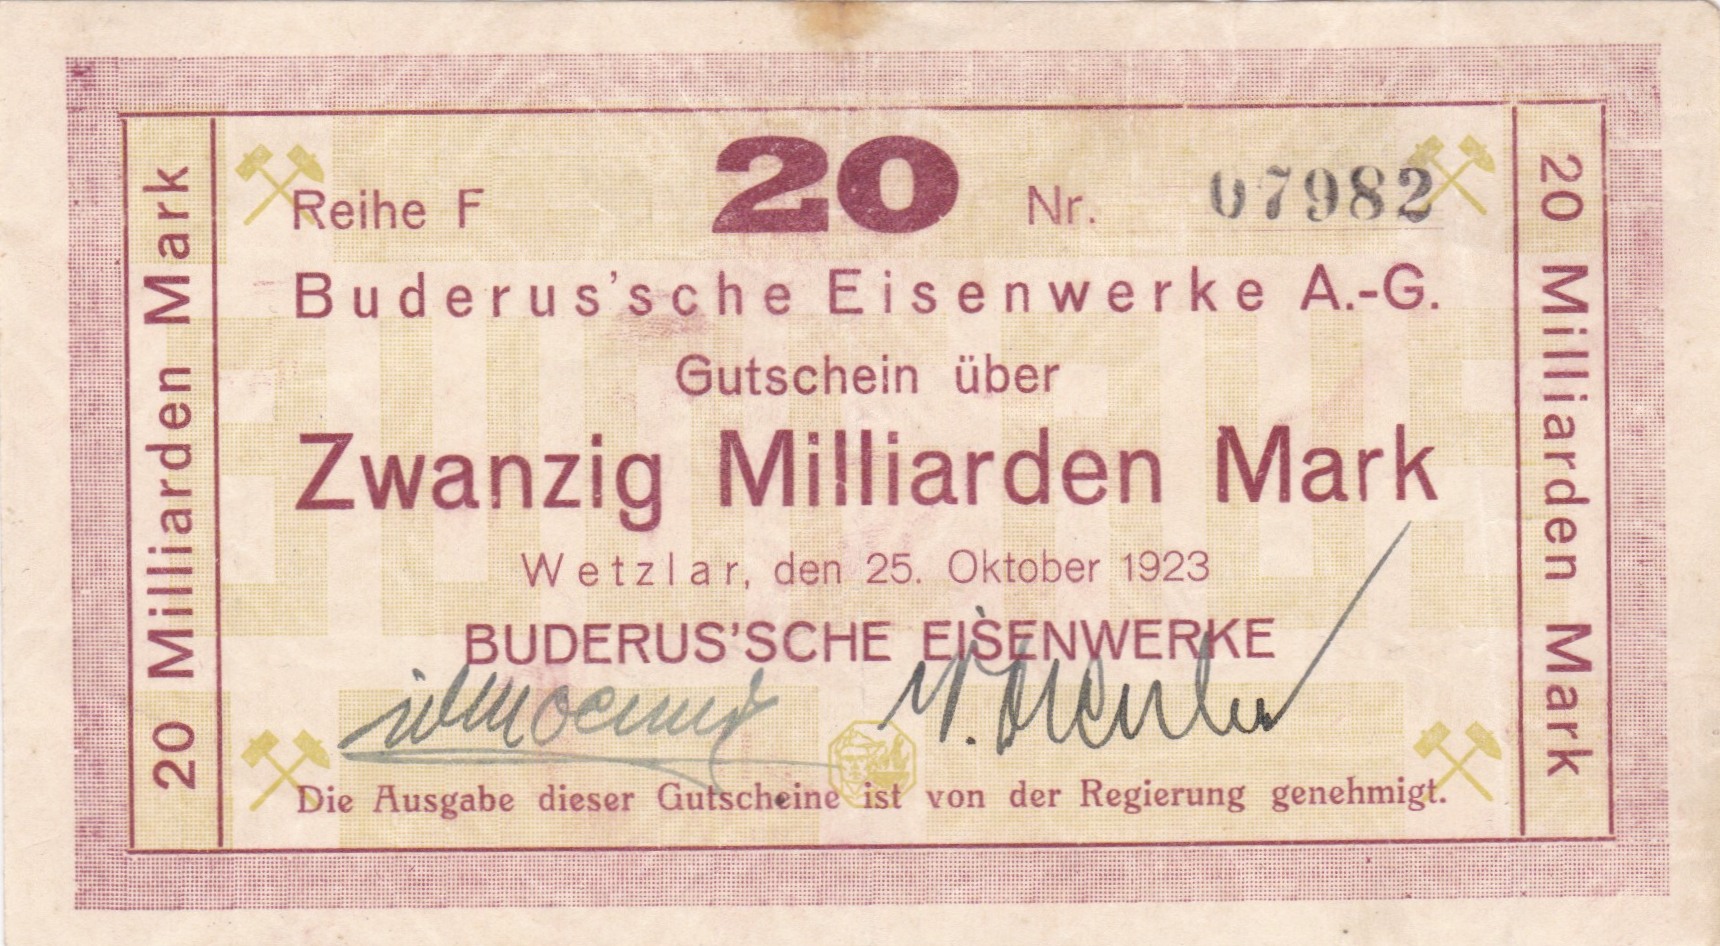 20
Reihe F
Nr. 07982
Buderus'sche Eisenwerke A.-G.
Gutschein über
Zwanzig Milliarden Mark
Wetzlar, den 25. Oktober 1923
BUDERUS'SCHE EISENWERKE
Die Ausgabe dieser Gutscheine ist von der Regierung genehmigt.
20 Milliarden Mark
20 Milliarden Mark